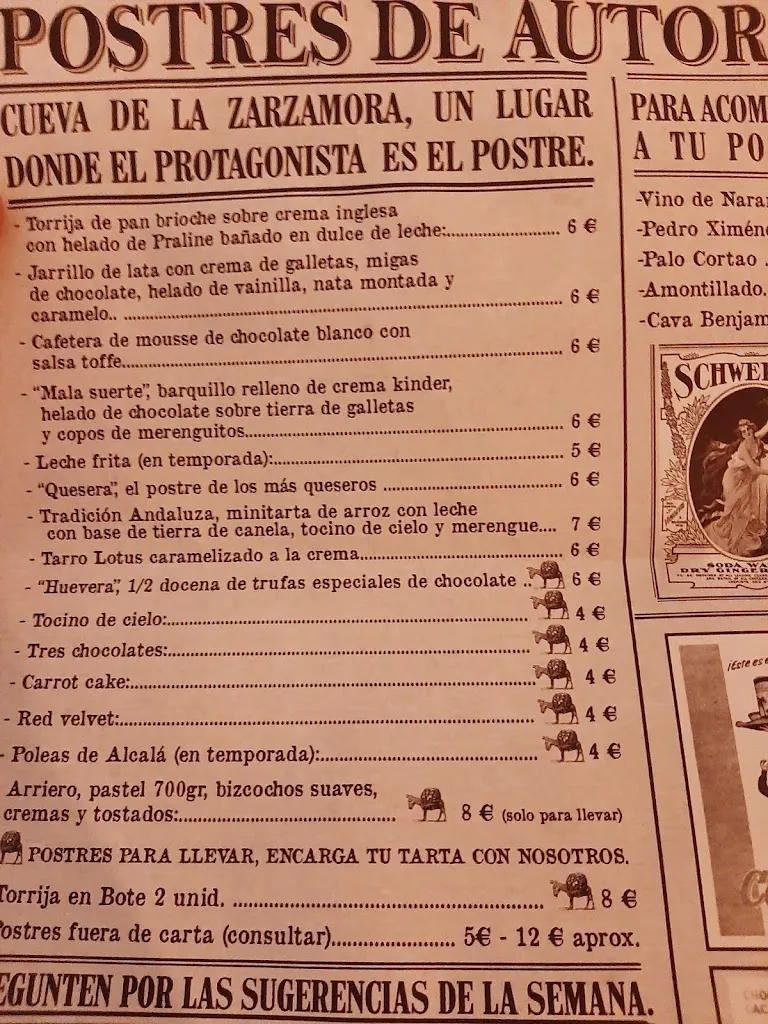 POSTRES DE AUTOR
CUEVA DE LA ZARZAMORA, UN LUGAR
DONDE EL PROTAGONISTA ES EL POSTRE.
- Torrija de pan brioche sobre crema inglesa
con helado de Praline bañado en dulce de leche:.................... 6 €
- Jarrillo de lata con crema de galletas, migas
de chocolate, helado de vainilla, nata montada y
caramelo.. ................................................................ 6 €
- Cafetera de mousse de chocolate blanco con
salsa toffe................................................................ 6 €
- “Mala suerte”, barquillo relleno de crema kinder,
helado de chocolate sobre tierra de galletas
y copos de merenguitos.............................................. 6 €
- Leche frita (en temporada):.......................................... 5 €
- “Quesera”, el postre de los más queseros .......................... 6 €
- Tradición Andaluza, minitarta de arroz con leche
con base de tierra de canela, tocino de cielo y merengue.... 7 €
- Tarro Lotus caramelizado a la crema............................. 6 €
- “Huevera”, 1/2 docena de trufas especiales de chocolate .. 6 €
- Tocino de cielo:........................................................ 4 €
- Tres chocolates:........................................................ 4 €
- Carrot cake:............................................................ 4 €
- Red velvet:............................................................. 4 €
- Poleas de Alcalá (en temporada):................................ 4 €
Arriero, pastel 700gr, bizcochos suaves,
cremas y tostados:................................ 8 € (solo para llevar)
POSTRES PARA LLEVAR, ENCARGA TU TARTA CON NOSOTROS.
Torrija en Bote 2 unid. .............................................. 8 €
Postres fuera de carta (consultar)..................... 5€ - 12 € aprox.
EGUNTEN POR LAS SUGERENCIAS DE LA SEMANA.
PARA ACOM
A TU PO
-Vino de Nara
-Pedro Ximén
-Palo Cortao .
-Amontillado.
-Cava Benjam
SCHWEP
SODA WA
DRY GINGER
¡Este es e